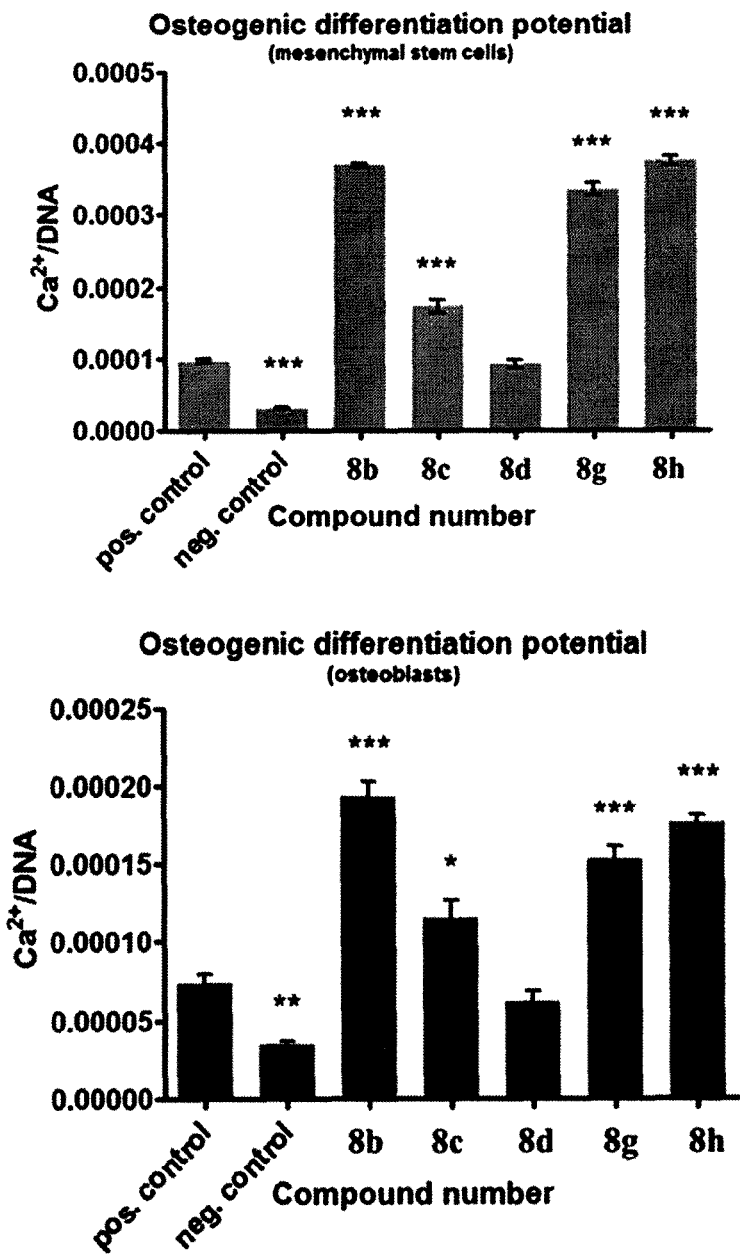 Osteogenic differentiation potential
(mesenchymal stem cells)
Ca2+/DNA
0.0005
0.0004
0.0003
0.0002
0.0001
0.0000
***
***
***
***
***
pos. control
neg. control
8b
8c
8d
8g
8h
Compound number
Osteogenic differentiation potential
(osteoblasts)
Ca2+/DNA
0.00025
0.00020
0.00015
0.00010
0.00005
0.00000
**
***
*
***
***
pos. control
neg. control
8b
8c
8d
8g
8h
Compound number